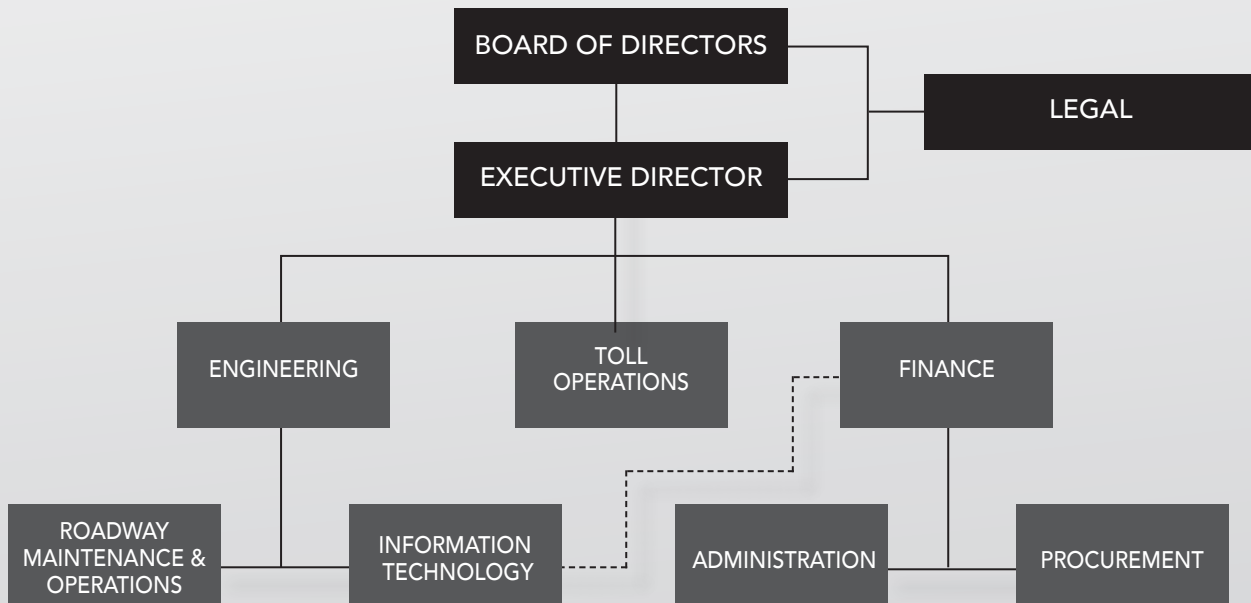 BOARD OF DIRECTORS
LEGAL
EXECUTIVE DIRECTOR
ENGINEERING
TOLL
OPERATIONS
FINANCE
ROADWAY
MAINTENANCE &
OPERATIONS
INFORMATION
TECHNOLOGY
ADMINISTRATION
PROCUREMENT